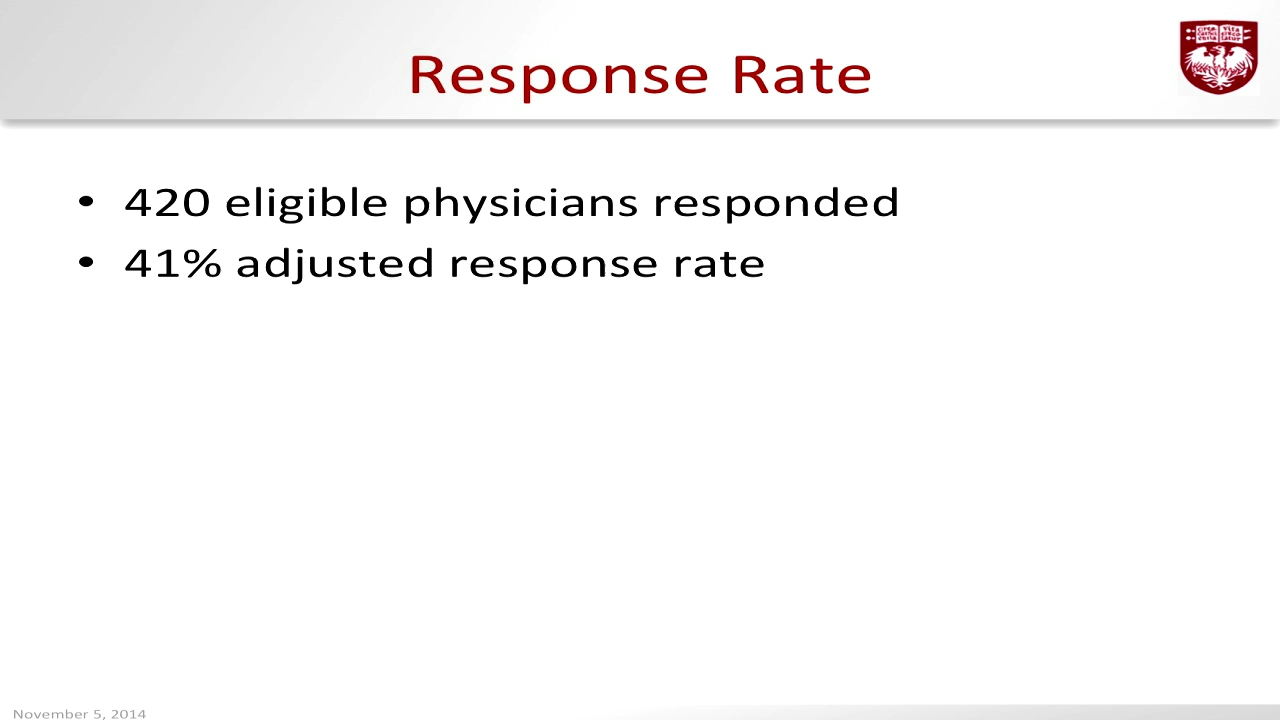 Response Rate
• 420 eligible physicians responded
• 41% adjusted response rate
November 5, 2014